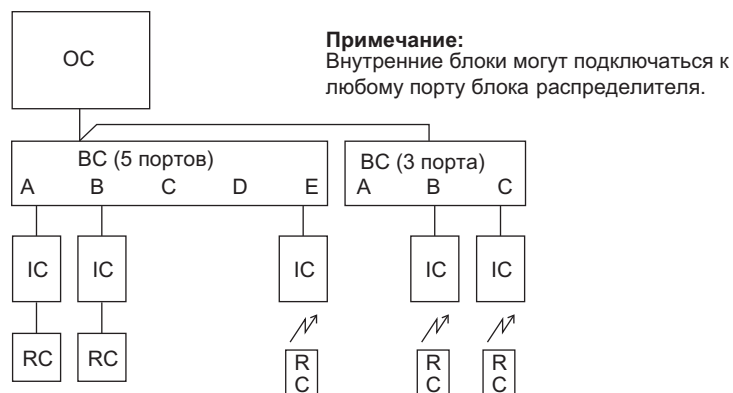 OC
Примечание:
Внутренние блоки могут подключаться к
любому порту блока распределителя.
BC (5 портов)
A B C D E
BC (3 порта)
A B C
IC IC IC IC IC
RC RC
R
C
R
C
R
C